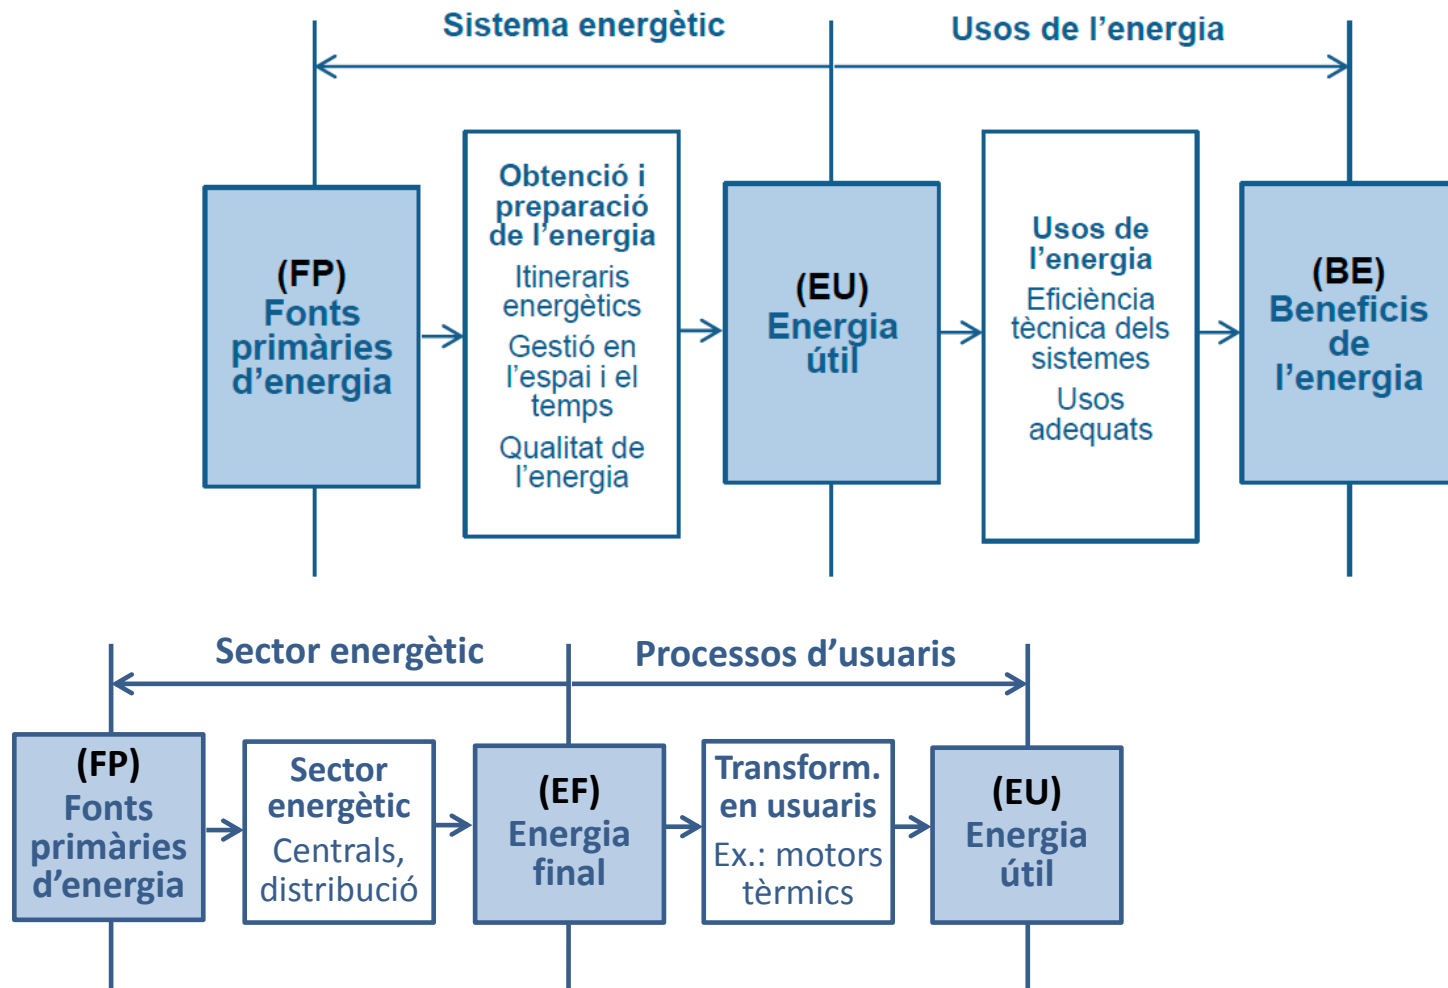 Sistema energètic
Usos de l'energia
(FP)
Fonts
primàries
d'energia
Obtenció i
preparació
de l'energia
Itineraris
energètics
Gestió en
l'espai i el
temps
Qualitat de
l'energia
(EU)
Energia
útil
Usos de
l'energia
Eficiència
tècnica dels
sistemes
Usos
adequats
(BE)
Beneficis
de
l'energia
Sector energètic
Processos d'usuaris
(FP)
Fonts
primàries
d'energia
Sector
energètic
Centrals,
distribució
(EF)
Energia
final
Transform.
en usuaris
Ex.: motors
tèrmics
(EU)
Energia
útil